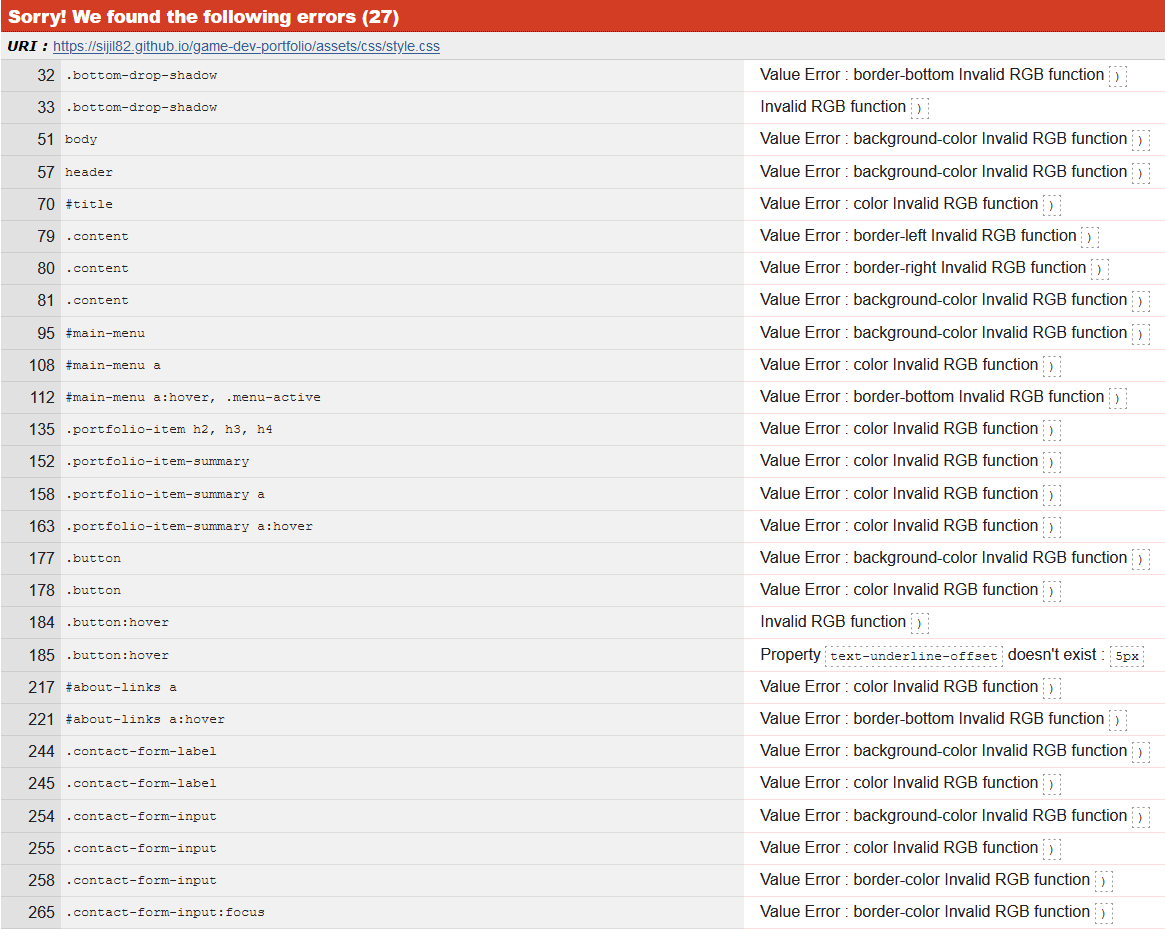 Sorry! We found the following errors (27)
URI : https://sijil82.github.io/game-dev-portfolio/assets/css/style.css
32 .bottom-drop-shadow Value Error : border-bottom Invalid RGB function )
33 .bottom-drop-shadow Invalid RGB function )
51 body Value Error : background-color Invalid RGB function )
57 header Value Error : background-color Invalid RGB function )
70 #title Value Error : color Invalid RGB function )
79 .content Value Error : border-left Invalid RGB function )
80 .content Value Error : border-right Invalid RGB function )
81 .content Value Error : background-color Invalid RGB function )
95 #main-menu Value Error : background-color Invalid RGB function )
108 #main-menu a Value Error : color Invalid RGB function )
112 #main-menu a:hover, .menu-active Value Error : border-bottom Invalid RGB function )
135 .portfolio-item h2, h3, h4 Value Error : color Invalid RGB function )
152 .portfolio-item-summary Value Error : color Invalid RGB function )
158 .portfolio-item-summary a Value Error : color Invalid RGB function )
163 .portfolio-item-summary a:hover Value Error : color Invalid RGB function )
177 .button Value Error : background-color Invalid RGB function )
178 .button Value Error : color Invalid RGB function )
184 .button:hover Invalid RGB function )
185 .button:hover Property text-underline-offset doesn't exist : 5px
217 #about-links a Value Error : color Invalid RGB function )
221 #about-links a:hover Value Error : border-bottom Invalid RGB function )
244 .contact-form-label Value Error : background-color Invalid RGB function )
245 .contact-form-label Value Error : color Invalid RGB function )
254 .contact-form-input Value Error : background-color Invalid RGB function )
255 .contact-form-input Value Error : color Invalid RGB function )
258 .contact-form-input Value Error : border-color Invalid RGB function )
265 .contact-form-input:focus Value Error : border-color Invalid RGB function )